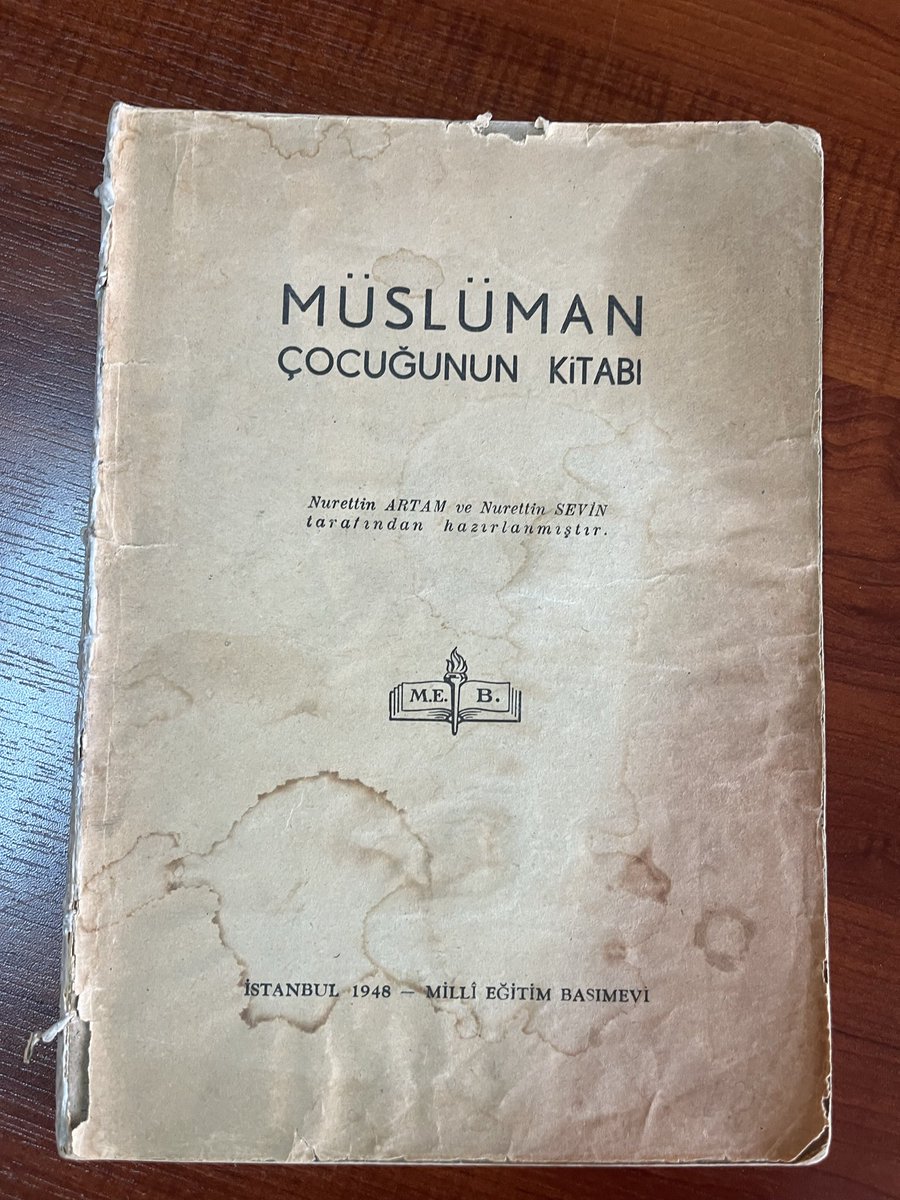 MÜSLÜMAN
ÇOCUĞUNUN KİTABI
Nurettin ARTAM ve Nurettin SEVİN
tarafından hazırlanmıştır.
M.E. B.
İSTANBUL 1948 — MİLLÎ EĞİTİM BASIMEVİ